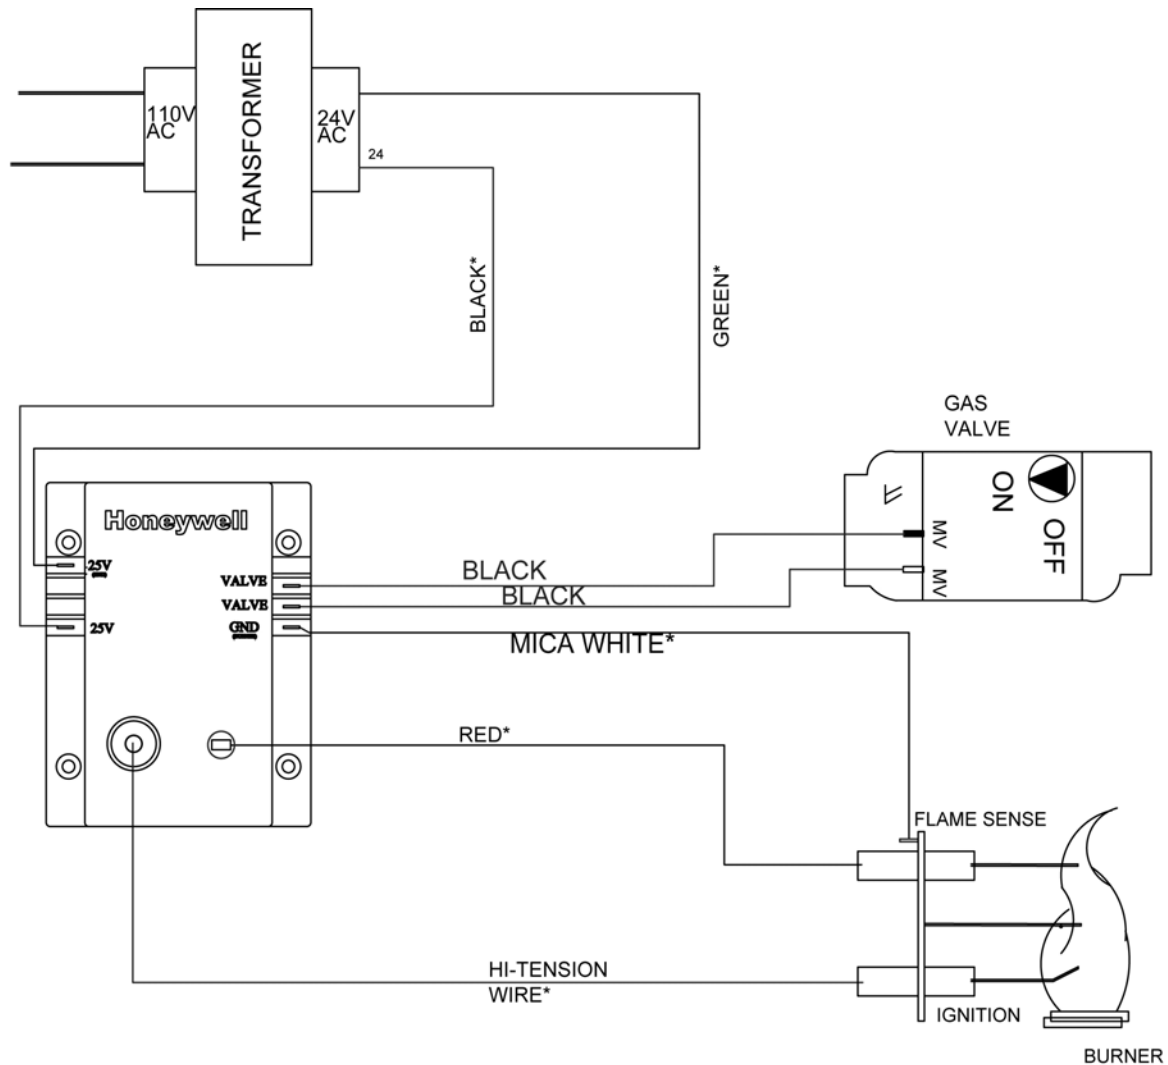 TRANSFORMER
110V
AC
24V
AC
24
BLACK*
GREEN*
GAS
VALVE
ON
OFF
MV
MV
Honeywell
25V
25V
VALVE
VALVE
GND
BLACK
BLACK
MICA WHITE*
RED*
FLAME SENSE
HI-TENSION
WIRE*
IGNITION
BURNER